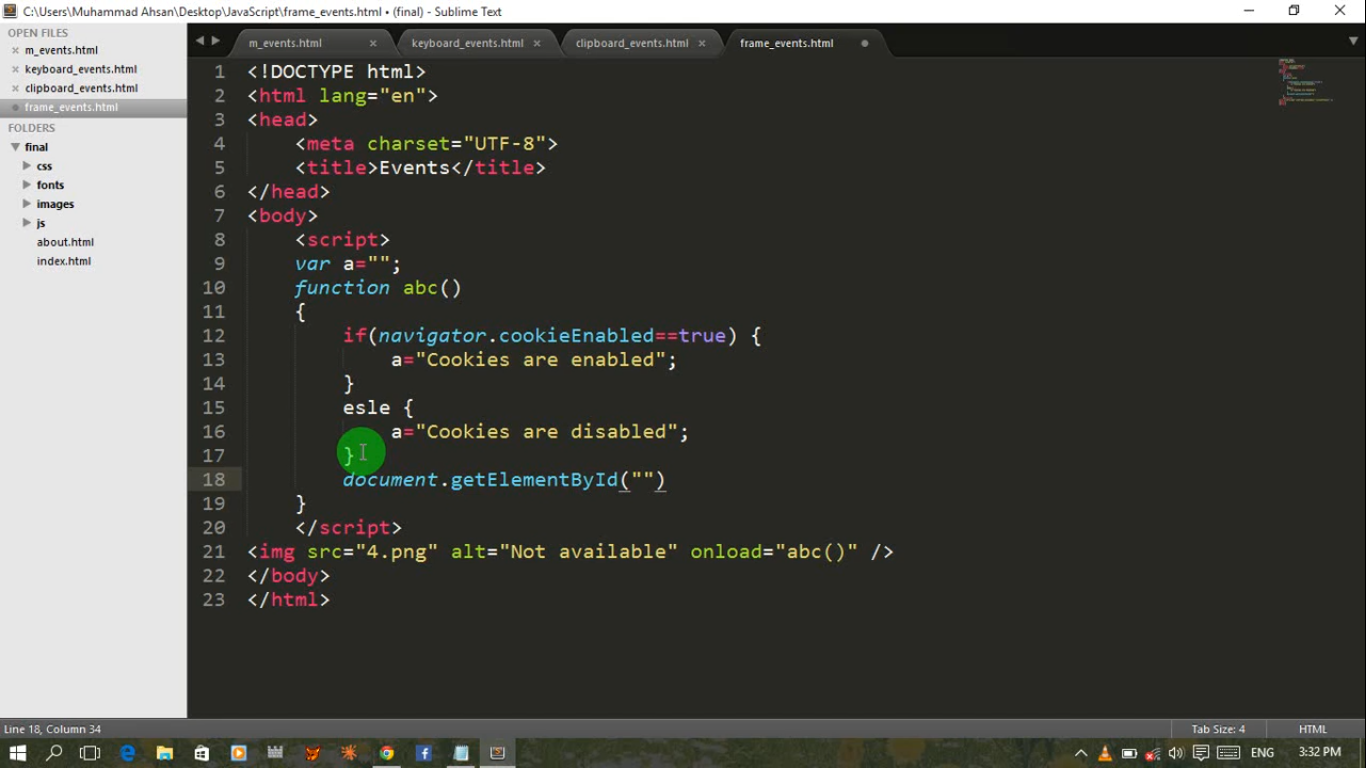 C:\Users\Muhammad Ahsan\Desktop\JavaScript\frame_events.html • (final) - Sublime Text
OPEN FILES
m_events.html
keyboard_events.html
clipboard_events.html
frame_events.html
FOLDERS
final
css
fonts
images
js
about.html
index.html
m_events.html keyboard_events.html clipboard_events.html frame_events.html
1 <!DOCTYPE html>
2 <html lang="en">
3 <head>
4 <meta charset="UTF-8">
5 <title>Events</title>
6 </head>
7 <body>
8 <script>
9 var a="";
10 function abc()
11 {
12 if(navigator.cookieEnabled==true) {
13 a="Cookies are enabled";
14 }
15 esle {
16 a="Cookies are disabled";
17 }
18 document.getElementById("")
19 }
20 </script>
21 <img src="4.png" alt="Not available" onload="abc()" />
22 </body>
23 </html>
Line 18, Column 34
Tab Size: 4 HTML
ENG 3:32 PM